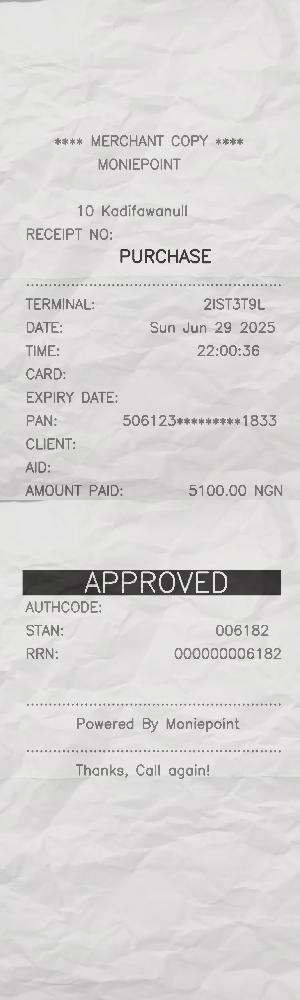 **** MERCHANT COPY ****
MONIEPOINT
10 Kadifawanull
RECEIPT NO:
PURCHASE
TERMINAL: 2IST3T9L
DATE: Sun Jun 29 2025
TIME: 22:00:36
CARD:
EXPIRY DATE:
PAN: 506123*********1833
CLIENT:
AID:
AMOUNT PAID: 5100.00 NGN
APPROVED
AUTHCODE:
STAN: 006182
RRN: 000000006182
Powered By Moniepoint
Thanks, Call again!